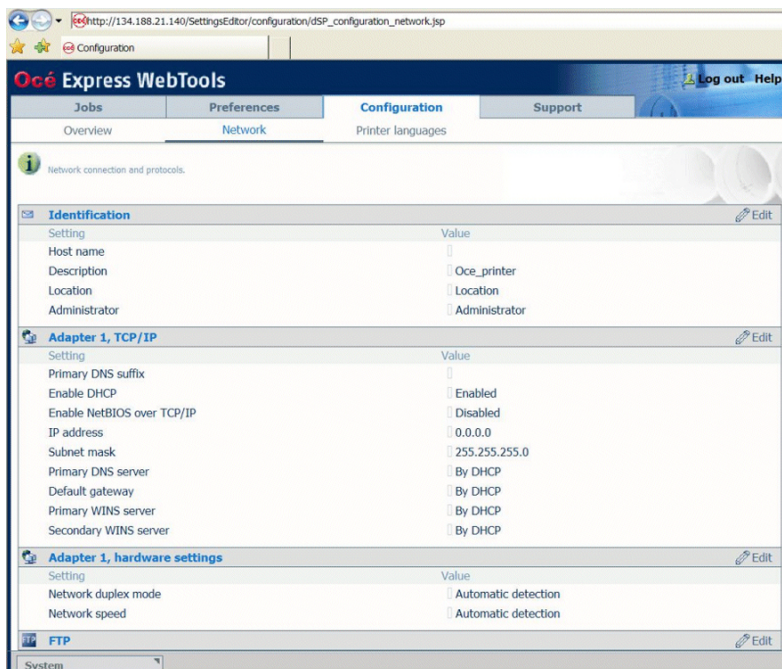 http://134.188.21.140/SettingsEditor/configuration/dSP_configuration_network.jsp
Configuration
Océ Express WebTools
Log out Help
Jobs Preferences Configuration Support
Overview Network Printer languages
Network connection and protocols.
Identification Edit
Setting Value
Host name
Description Oce_printer
Location Location
Administrator Administrator
Adapter 1, TCP/IP Edit
Setting Value
Primary DNS suffix
Enable DHCP Enabled
Enable NetBIOS over TCP/IP Disabled
IP address 0.0.0.0
Subnet mask 255.255.255.0
Primary DNS server By DHCP
Default gateway By DHCP
Primary WINS server By DHCP
Secondary WINS server By DHCP
Adapter 1, hardware settings Edit
Setting Value
Network duplex mode Automatic detection
Network speed Automatic detection
FTP FTP Edit
System